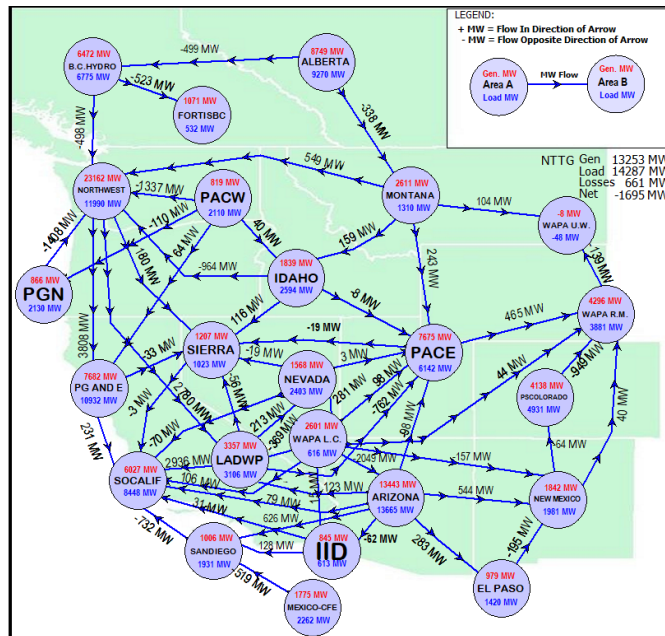 LEGEND:
+ MW = Flow In Direction of Arrow
- MW = Flow Opposite Direction of Arrow
Gen. MW
Area A
Load MW
MW Flow
Gen. MW
Area B
Load MW
NTTG Gen 13253 MW
Load 14287 MW
Losses 661 MW
Net -1695 MW
6472 MW
B.C.HYDRO
6775 MW
-499 MW
8749 MW
ALBERTA
9270 MW
-523 MW
1071 MW
FORTISBC
532 MW
-338 MW
-498 MW
549 MW
23162 MW
NORTHWEST
11990 MW
-1337 MW
819 MW
PACW
2110 MW
2611 MW
MONTANA
1310 MW
104 MW
-8 MW
WAPA U.W.
-48 MW
-110 MW
-1408 MW
64 MW
40 MW
159 MW
180 MW
-964 MW
243 MW
-139 MW
866 MW
PGN
2130 MW
1839 MW
IDAHO
2594 MW
-8 MW
116 MW
465 MW
4296 MW
WAPA R.M.
3881 MW
3808 MW
-19 MW
1207 MW
SIERRA
1023 MW
-33 MW
-19 MW
3 MW
7675 MW
PACE
6142 MW
7682 MW
PG AND E
10932 MW
1568 MW
NEVADA
2403 MW
-3 MW
2780 MW
-56 MW
281 MW
98 MW
-762 MW
44 MW
-949 MW
4138 MW
PSCOLORADO
4931 MW
40 MW
231 MW
-70 MW
213 MW
-369 MW
2601 MW
WAPA L.C.
616 MW
-98 MW
64 MW
3357 MW
LADWP
3106 MW
2936 MW
-2049 MW
-157 MW
6027 MW
SOCALIF
8448 MW
106 MW
79 MW
-123 MW
13443 MW
ARIZONA
13665 MW
544 MW
1842 MW
NEW MEXICO
1981 MW
31 MW
626 MW
-732 MW
128 MW
-62 MW
283 MW
-195 MW
1006 MW
SANDIEGO
1931 MW
845 MW
IID
613 MW
-519 MW
1775 MW
MEXICO-CFE
2262 MW
979 MW
EL PASO
1420 MW